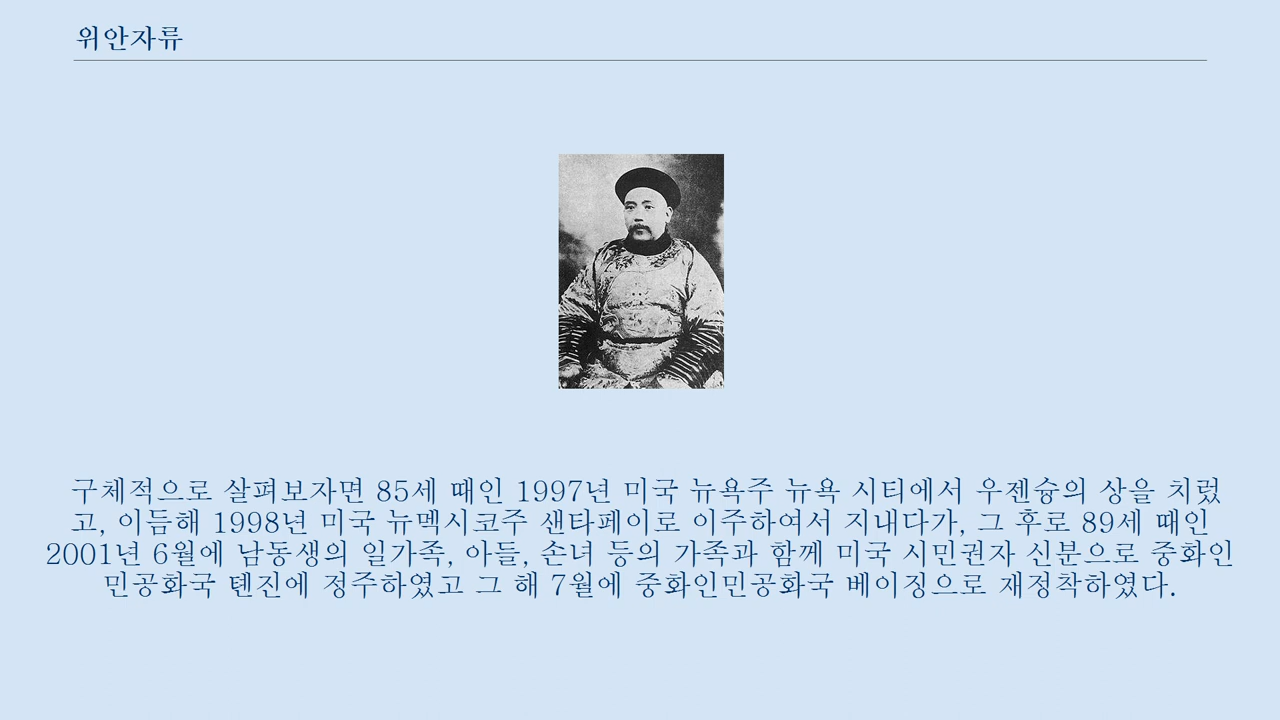 위안자류
구체적으로 살펴보자면 85세 때인 1997년 미국 뉴욕주 뉴욕 시티에서 우젠슝의 상을 치렀
고, 이듬해 1998년 미국 뉴멕시코주 샌타페이로 이주하여서 지내다가, 그 후로 89세 때인
2001년 6월에 남동생의 일가족, 아들, 손녀 등의 가족과 함께 미국 시민권자 신분으로 중화인
민공화국 톈진에 정주하였고 그 해 7월에 중화인민공화국 베이징으로 재정착하였다.